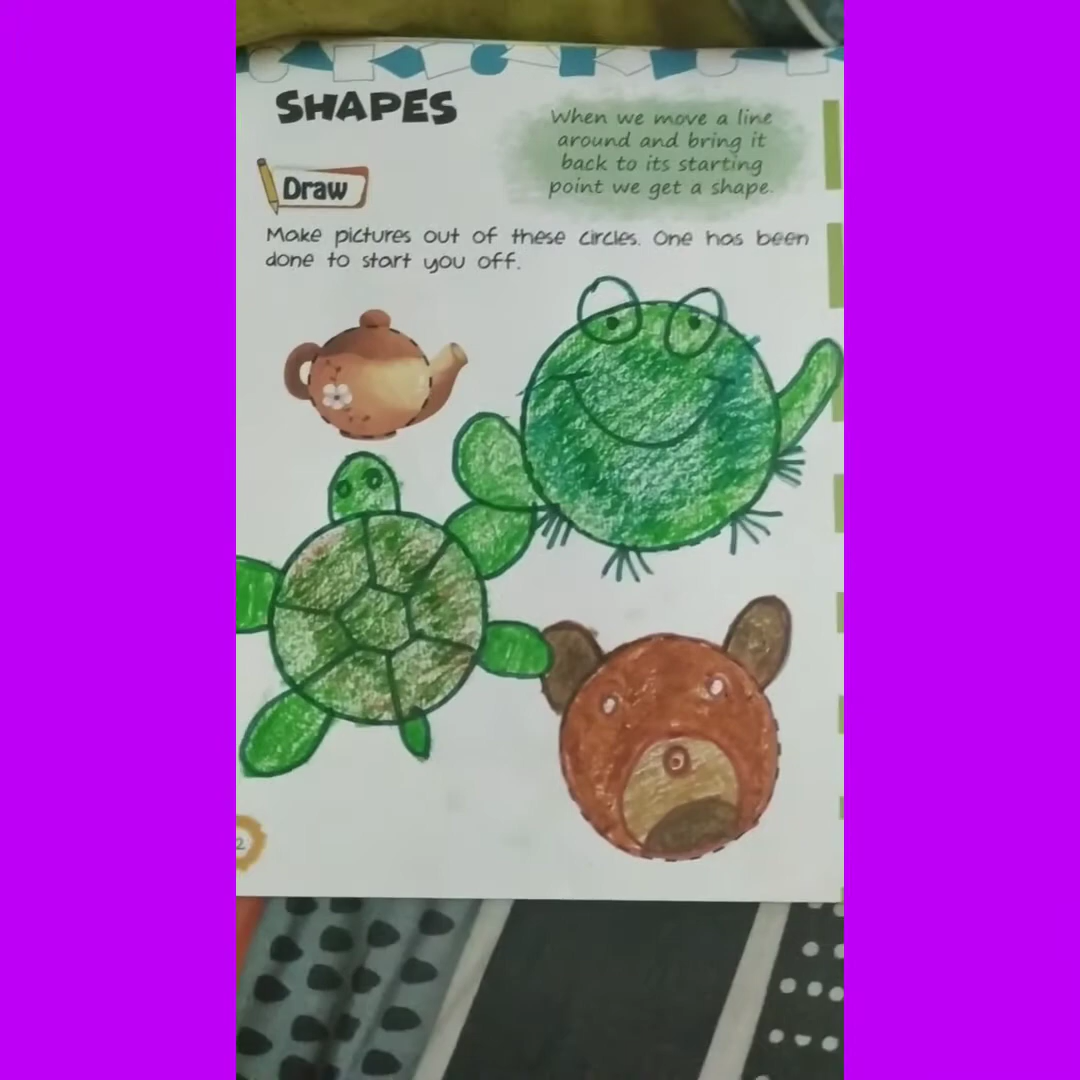 SHAPES
When we move a line
around and bring it
back to its starting
point we get a shape.
Draw
Make pictures out of these circles. One has been
done to start you off.
2